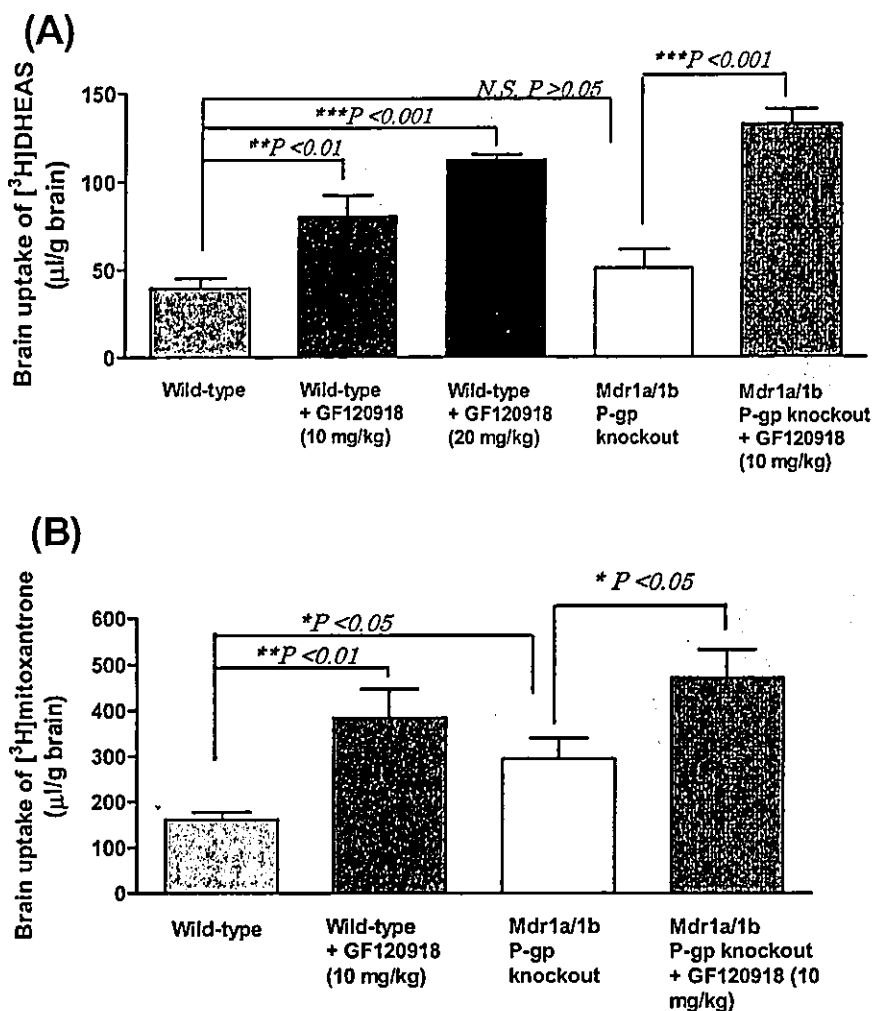 (A)
Brain uptake of [³H]DHEAS
(µl/g brain)
150
100
50
0
***P <0.001
N.S. P >0.05
***P <0.001
**P <0.01
Wild-type
Wild-type
+ GF120918
(10 mg/kg)
Wild-type
+ GF120918
(20 mg/kg)
Mdr1a/1b
P-gp
knockout
Mdr1a/1b
P-gp knockout
+ GF120918
(10 mg/kg)
(B)
Brain uptake of [³H]mitoxantrone
(µl/g brain)
600
500
400
300
200
100
0
* P <0.05
*P <0.05
**P <0.01
Wild-type
Wild-type
+ GF120918
(10 mg/kg)
Mdr1a/1b
P-gp
knockout
Mdr1a/1b
P-gp knockout
+ GF120918 (10
mg/kg)